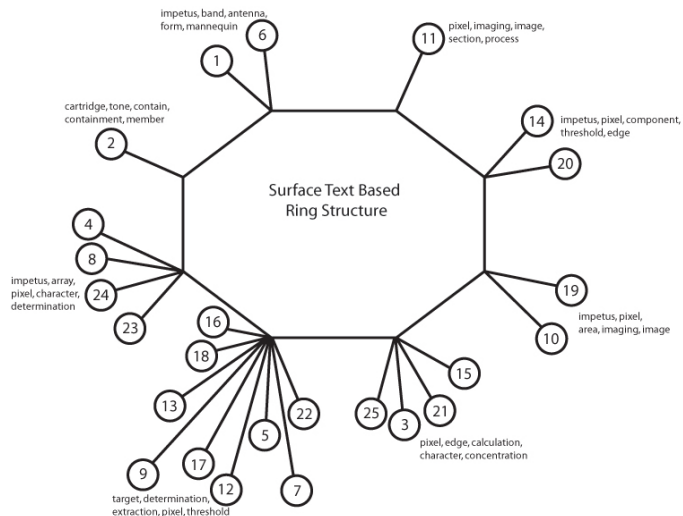 impetus, band, antenna,
form, mannequin
6
1
pixel, imaging, image,
section, process
11
cartridge, tone, contain,
containment, member
2
14
impetus, pixel, component,
threshold, edge
20
Surface Text Based
Ring Structure
4
8
impetus, array,
pixel, character,
determination
24
23
19
impetus, pixel,
area, imaging, image
10
16
18
13
9
17
12
5
7
22
target, determination,
extraction, pixel, threshold
15
21
3
25
pixel, edge, calculation,
character, concentration